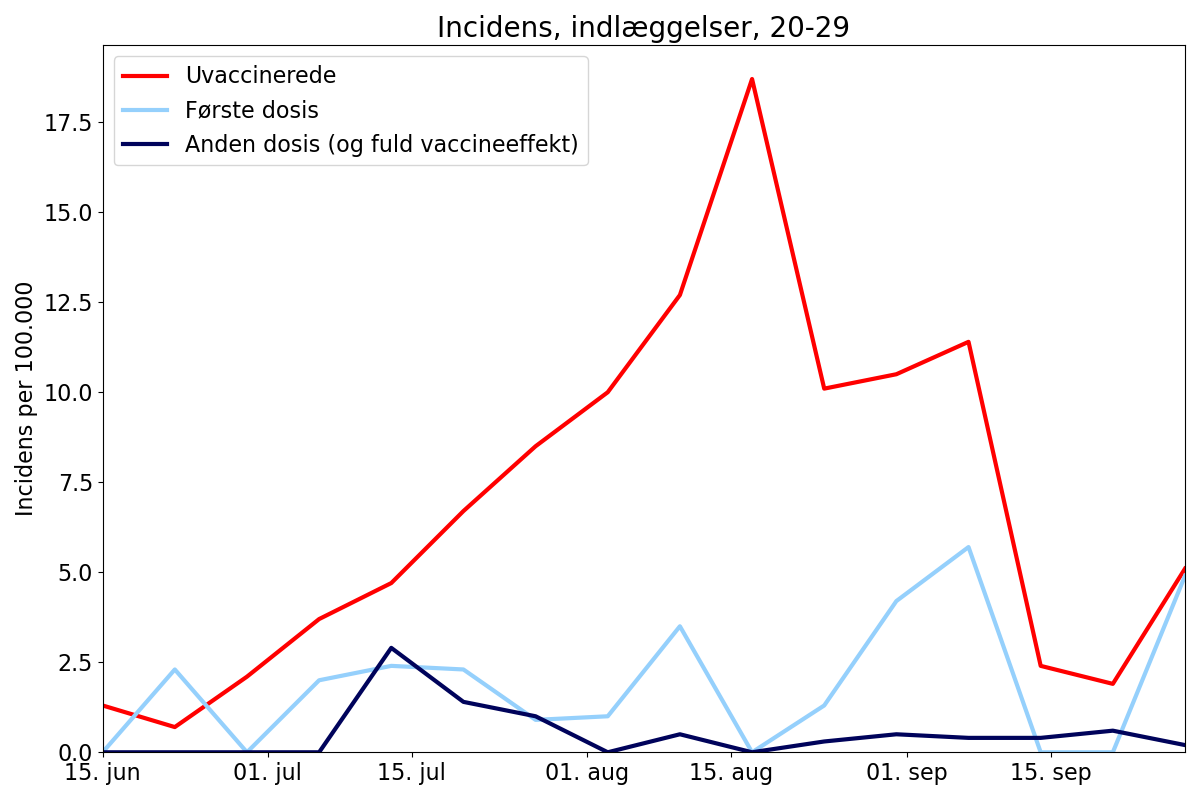 Incidens, indlæggelser, 20-29
Uvaccinerede
Første dosis
Anden dosis (og fuld vaccineeffekt)
Incidens per 100.000
17.5
15.0
12.5
10.0
7.5
5.0
2.5
0.0
15. jun 01. jul 15. jul 01. aug 15. aug 01. sep 15. sep